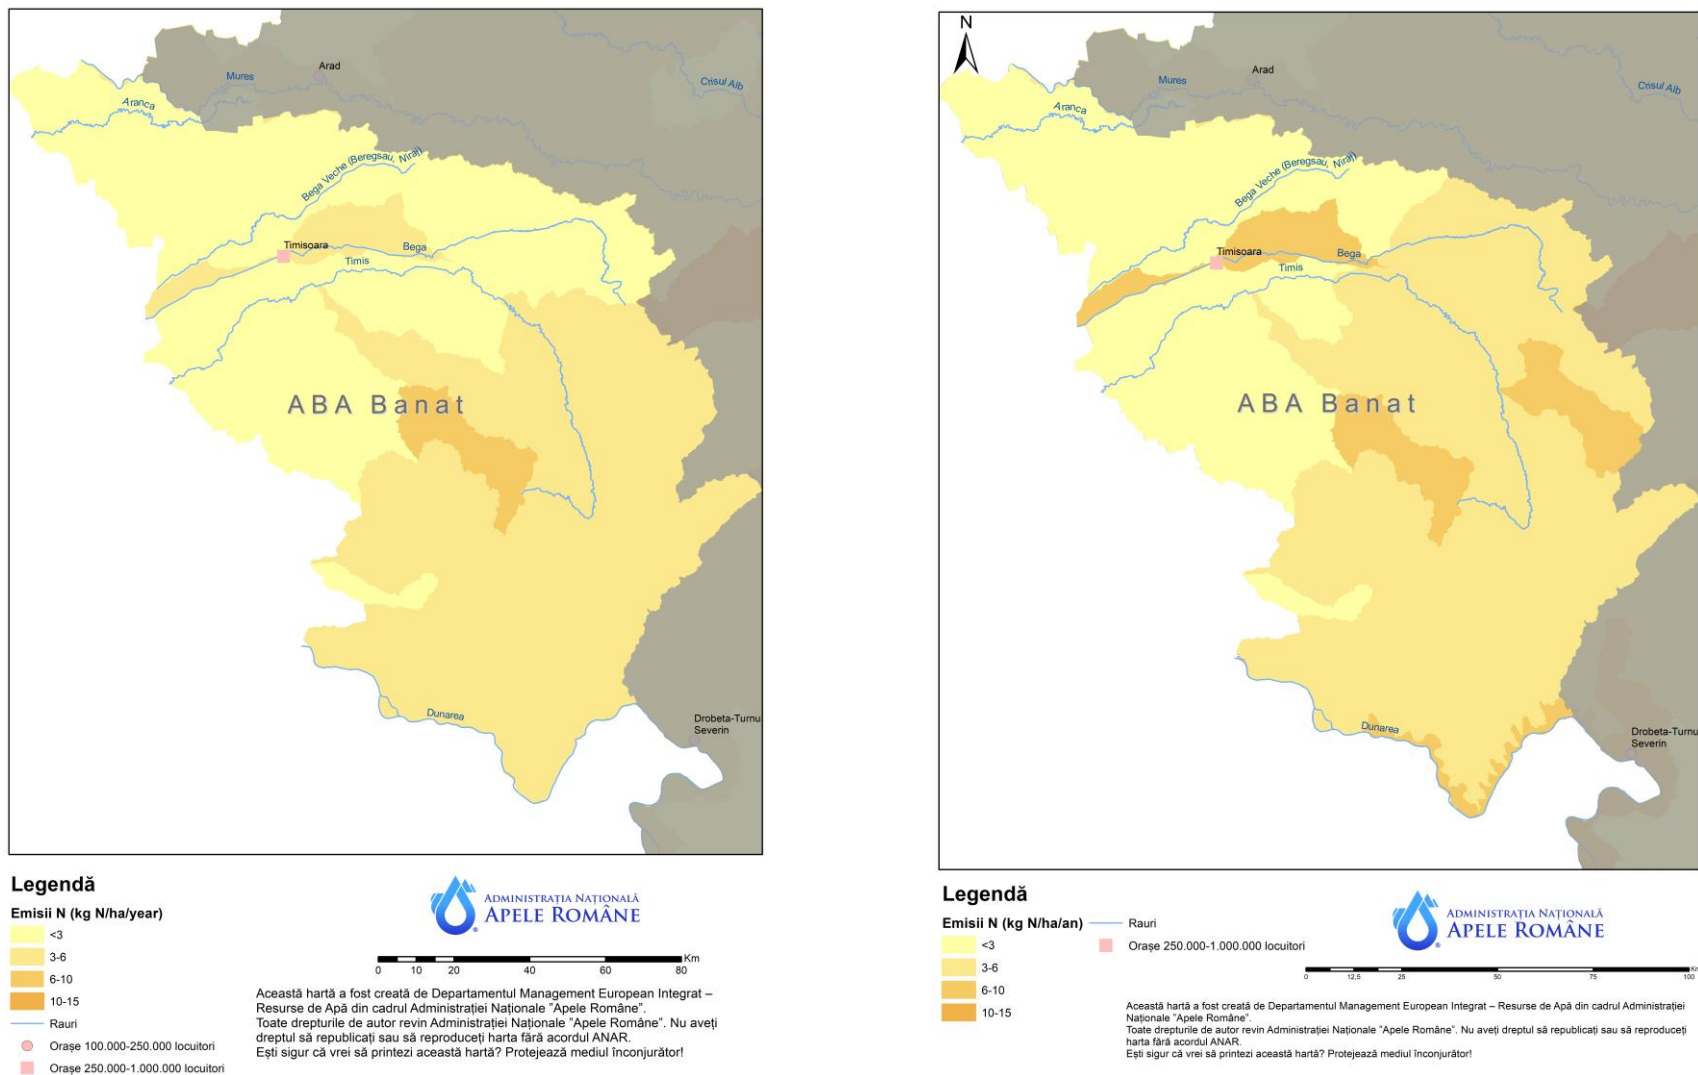 Arad
Mures
Crisul Alb
Aranca
Bega Veche (Beregsau, Niraj)
Timisoara
Bega
Timis
ABA Banat
Dunarea
Drobeta-Turnu
Severin
Legendă
Emisii N (kg N/ha/year)
<3
3-6
6-10
10-15
Rauri
Orașe 100.000-250.000 locuitori
Orașe 250.000-1.000.000 locuitori
ADMINISTRAȚIA NAȚIONALĂ
APELE ROMÂNE
Km
0 10 20 40 60 80
Această hartă a fost creată de Departamentul Management European Integrat –
Resurse de Apă din cadrul Administrației Naționale "Apele Române".
Toate drepturile de autor revin Administrației Naționale "Apele Române". Nu aveți
dreptul să republicați sau să reproduceți harta fără acordul ANAR.
Ești sigur că vrei să printezi această hartă? Protejează mediul înconjurător!
N
Arad
Mures
Crisul Alb
Aranca
Bega Veche (Beregsau, Niraj)
Timisoara
Bega
Timis
ABA Banat
Dunarea
Drobeta-Turnu
Severin
Legendă
Emisii N (kg N/ha/an)
<3
3-6
6-10
10-15
Rauri
Orașe 250.000-1.000.000 locuitori
ADMINISTRAȚIA NAȚIONALĂ
APELE ROMÂNE
0 12,5 25 50 75 100
Această hartă a fost creată de Departamentul Management European Integrat – Resurse de Apă din cadrul Administrației
Naționale "Apele Române".
Toate drepturile de autor revin Administrației Naționale "Apele Române". Nu aveți dreptul să republicați sau să reproduceți
harta fără acordul ANAR.
Ești sigur că vrei să printezi această hartă? Protejează mediul înconjurător!